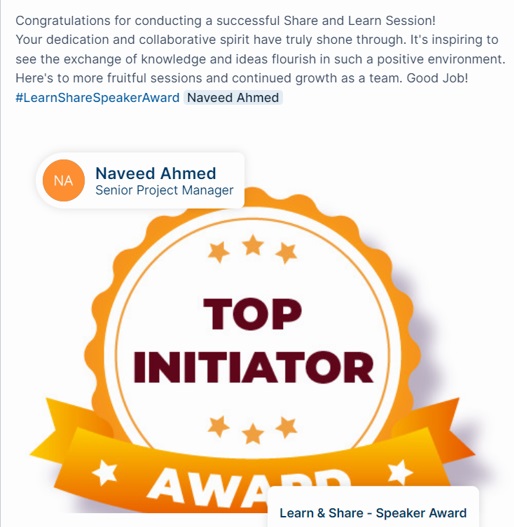 Congratulations for conducting a successful Share and Learn Session!
Your dedication and collaborative spirit have truly shone through. It's inspiring to
see the exchange of knowledge and ideas flourish in such a positive environment.
Here's to more fruitful sessions and continued growth as a team. Good Job!
#LearnShareSpeakerAward Naveed Ahmed
NA
Naveed Ahmed
Senior Project Manager
TOP
INITIATOR
AWARD
Learn & Share - Speaker Award